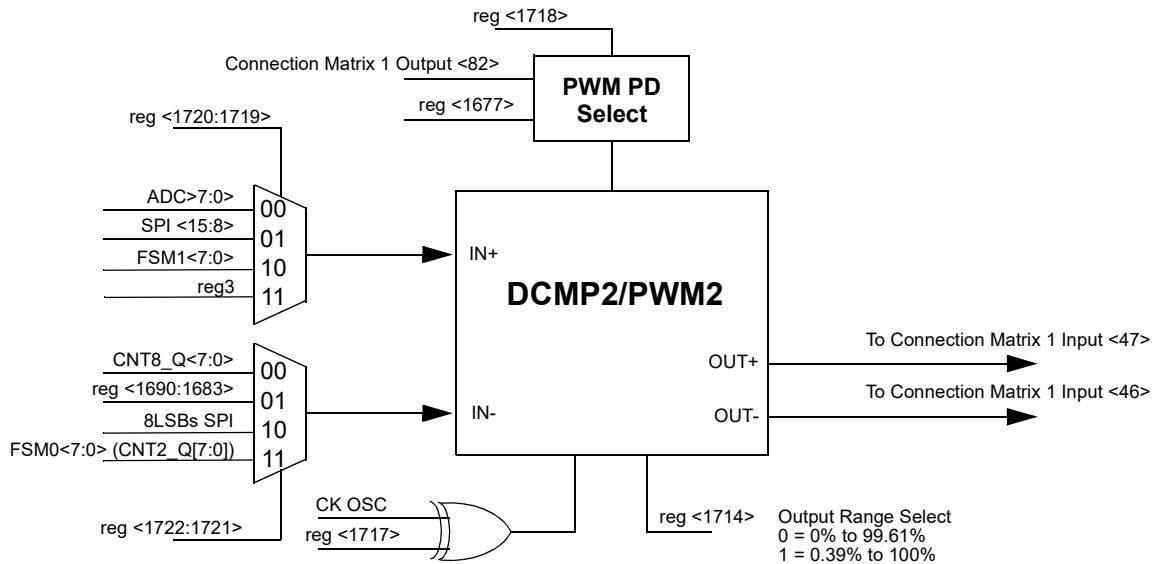 reg <1718>
Connection Matrix 1 Output <82>
reg <1677>
PWM PD
Select
reg <1720:1719>
ADC>7:0>
SPI <15:8>
FSM1<7:0>
reg3
00
01
10
11
IN+
DCMP2/PWM2
CNT8_Q<7:0>
reg <1690:1683>
8LSBs SPI
FSM0<7:0> (CNT2_Q[7:0])
00
01
10
11
IN-
OUT+
OUT-
To Connection Matrix 1 Input <47>
To Connection Matrix 1 Input <46>
reg <1722:1721>
CK OSC
reg <1717>
reg <1714>
Output Range Select
0 = 0% to 99.61%
1 = 0.39% to 100%